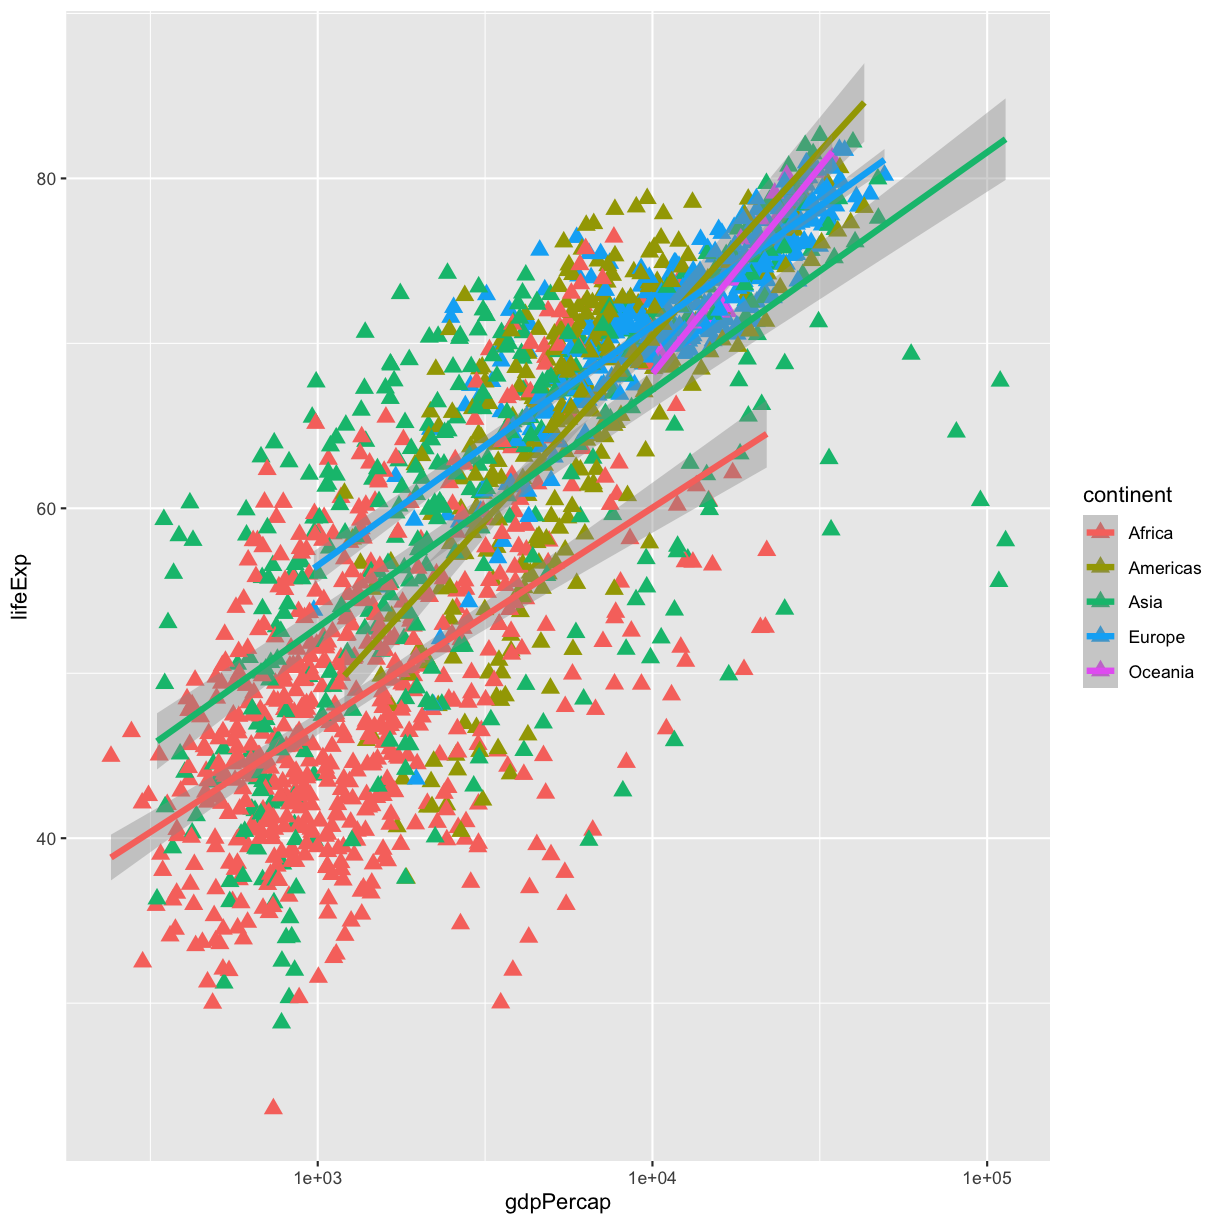 80
60
40
lifeExp
1e+03
1e+04
1e+05
gdpPercap
continent
Africa
Americas
Asia
Europe
Oceania